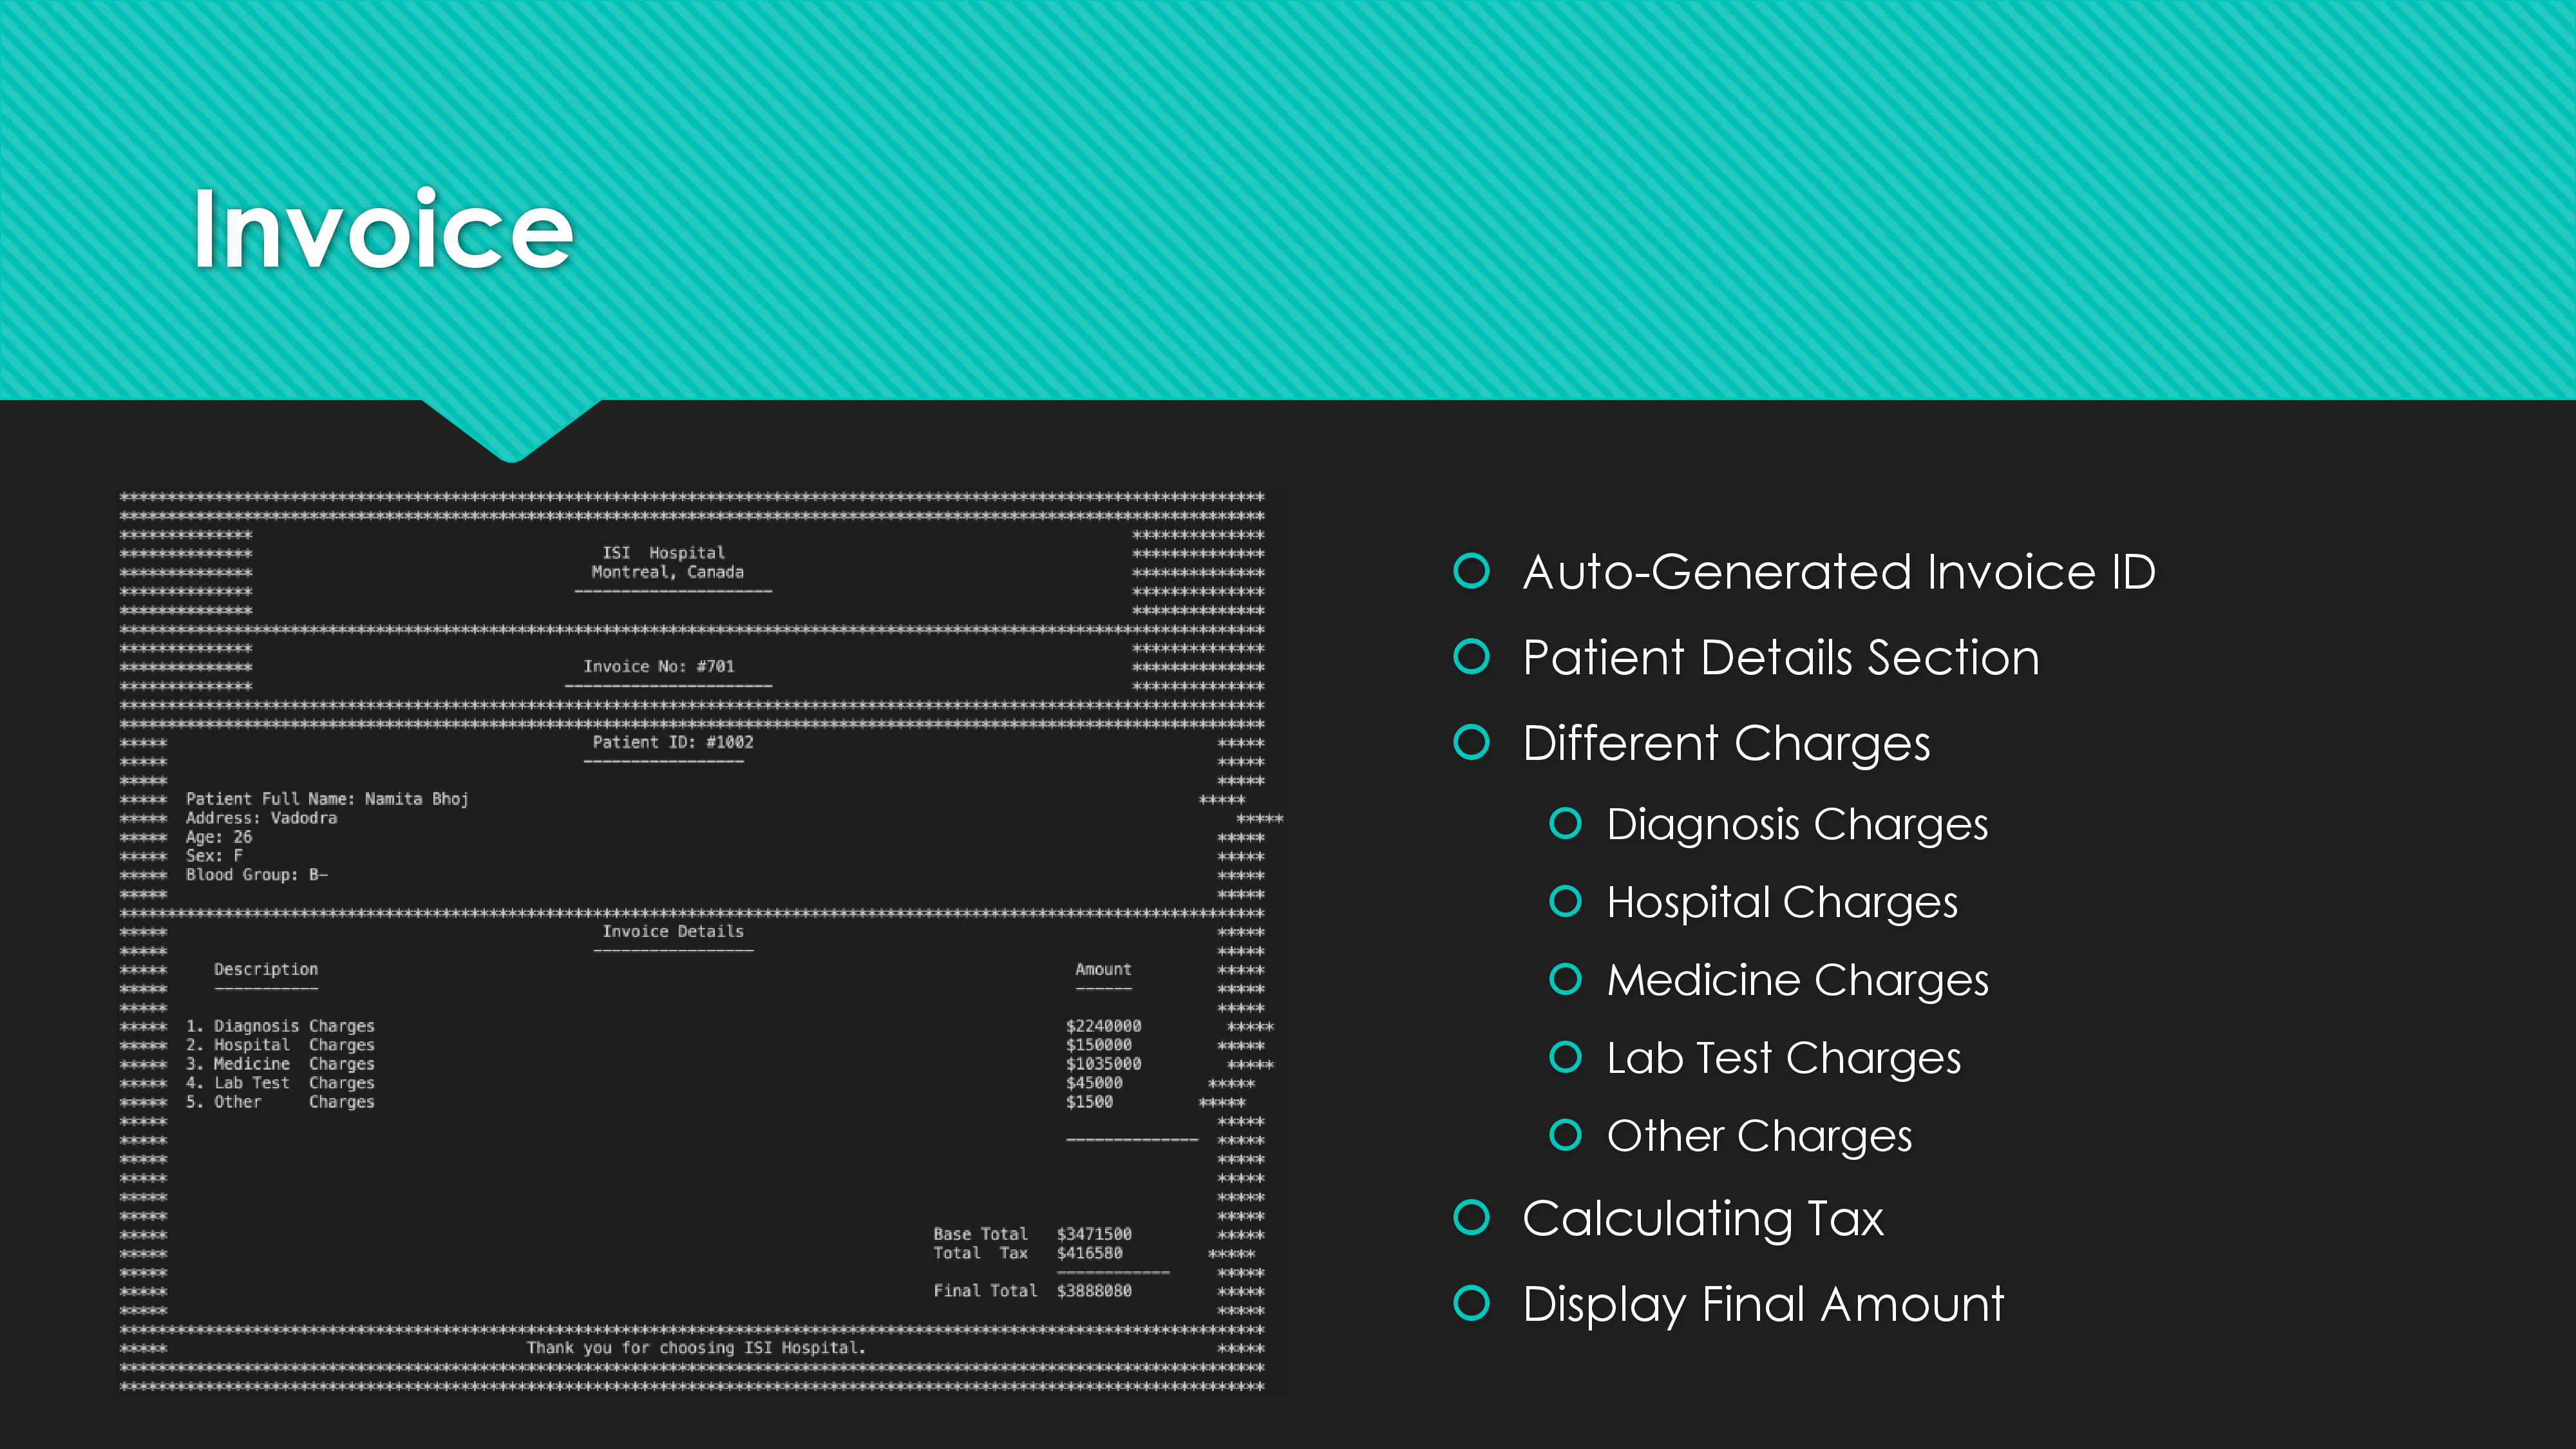 Invoice
ISI  Hospital
Montreal, Canada
Invoice No: #701
Patient ID: #1002
Patient Full Name: Namita Bhoj
Address: Vadodra
Age: 26
Sex: F
Blood Group: B-
Invoice Details
Description Amount
1. Diagnosis Charges $2240000
2. Hospital  Charges $150000
3. Medicine  Charges $1035000
4. Lab Test  Charges $45000
5. Other     Charges $1500
Base Total $3471500
Total  Tax $416580
Final Total $3888080
Thank you for choosing ISI Hospital.
Auto-Generated Invoice ID
Patient Details Section
Different Charges
Diagnosis Charges
Hospital Charges
Medicine Charges
Lab Test Charges
Other Charges
Calculating Tax
Display Final Amount